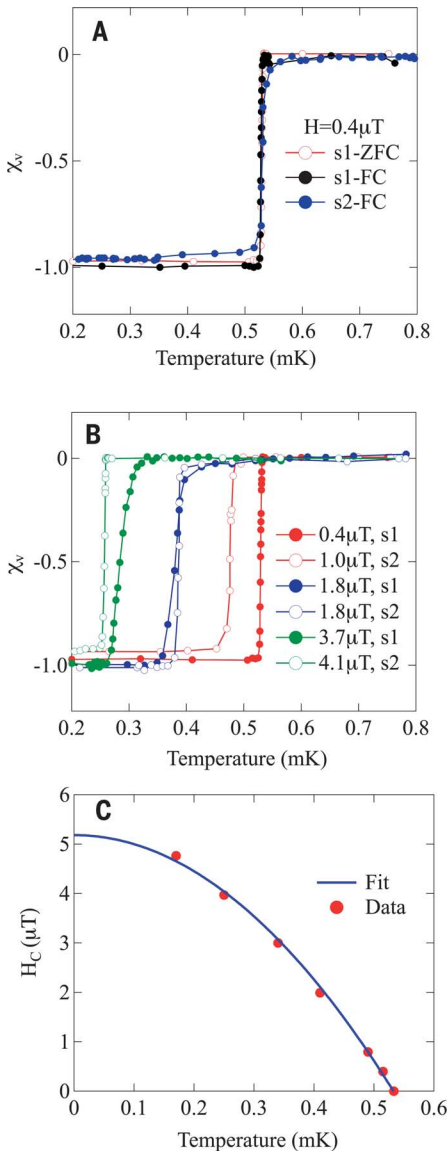 A
0
-0.5
-1.0
χv
H=0.4μT
s1-ZFC
s1-FC
s2-FC
0.2 0.3 0.4 0.5 0.6 0.7 0.8
Temperature (mK)
B
0
-0.5
-1.0
χv
0.4μT, s1
1.0μT, s2
1.8μT, s1
1.8μT, s2
3.7μT, s1
4.1μT, s2
0.2 0.3 0.4 0.5 0.6 0.7 0.8
Temperature (mK)
C
6
5
4
3
2
1
0
HC (μT)
Fit
Data
0 0.1 0.2 0.3 0.4 0.5 0.6
Temperature (mK)